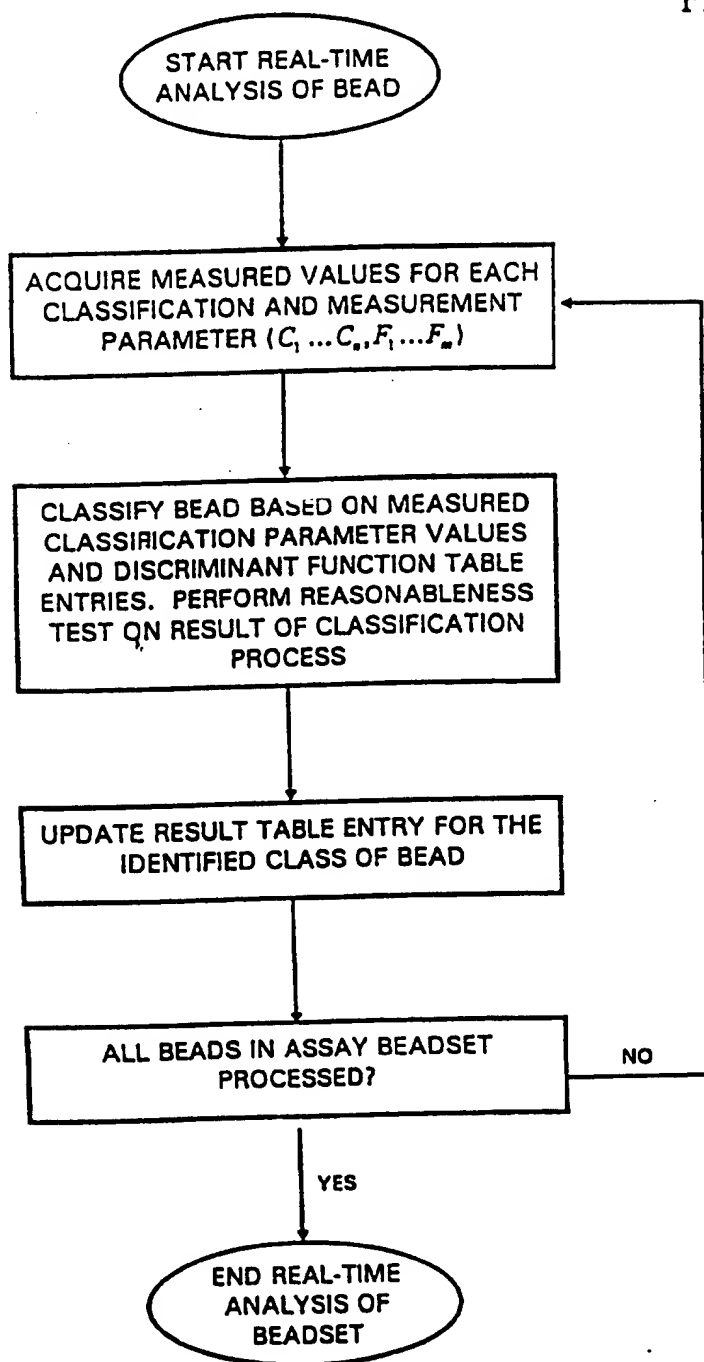 START REAL-TIME
ANALYSIS OF BEAD
ACQUIRE MEASURED VALUES FOR EACH
CLASSIFICATION AND MEASUREMENT
PARAMETER (C₁ ...Cₙ,F₁ ...Fₘ)
CLASSIFY BEAD BASED ON MEASURED
CLASSIFICATION PARAMETER VALUES
AND DISCRIMINANT FUNCTION TABLE
ENTRIES. PERFORM REASONABLENESS
TEST ON RESULT OF CLASSIFICATION
PROCESS
UPDATE RESULT TABLE ENTRY FOR THE
IDENTIFIED CLASS OF BEAD
ALL BEADS IN ASSAY BEADSET
PROCESSED?
NO
YES
END REAL-TIME
ANALYSIS OF
BEADSET